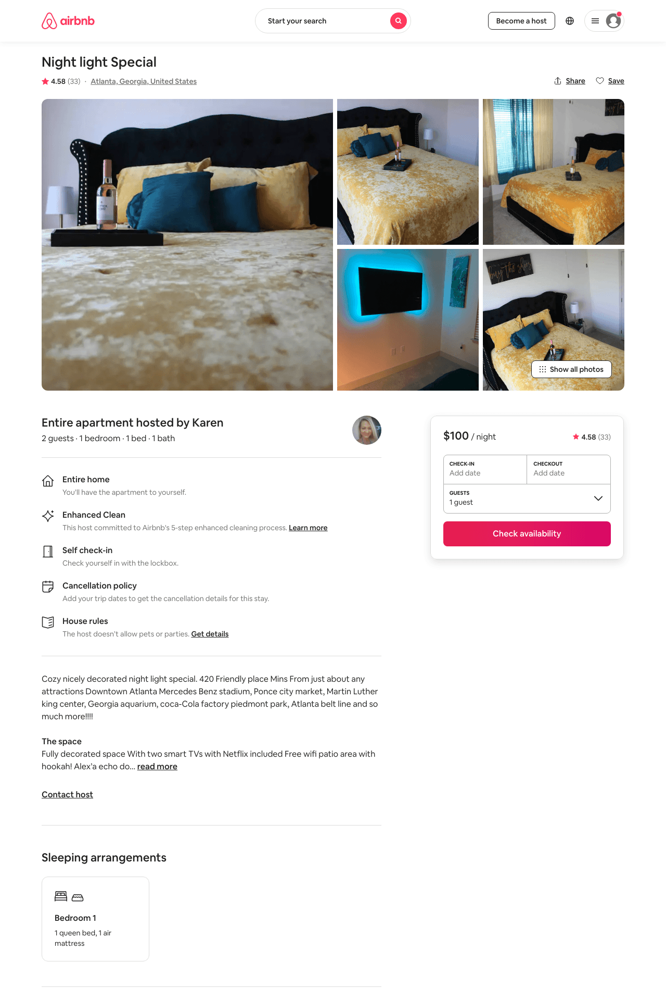 airbnb
Start your search
Become a host
Night light Special
4.58 (33) · Atlanta, Georgia, United States
Share
Save
buy the shoes
Show all photos
Entire apartment hosted by Karen
2 guests · 1 bedroom · 1 bed · 1 bath
Entire home
You'll have the apartment to yourself.
Enhanced Clean
This host committed to Airbnb's 5-step enhanced cleaning process. Learn more
Self check-in
Check yourself in with the lockbox.
Cancellation policy
Add your trip dates to get the cancellation details for this stay.
House rules
The host doesn't allow pets or parties. Get details
Cozy nicely decorated night light special. 420 Friendly place Mins From just about any
attractions Downtown Atlanta Mercedes Benz stadium, Ponce city market, Martin Luther
king center, Georgia aquarium, coca-Cola factory piedmont park, Atlanta belt line and so
much more!!!!
The space
Fully decorated space With two smart TVs with Netflix included Free wifi patio area with
hookah! Alex'a echo do... read more
Contact host
Sleeping arrangements
Bedroom 1
1 queen bed, 1 air
mattress
$100 / night
4.58 (33)
CHECK-IN
Add date
CHECKOUT
Add date
GUESTS
1 guest
Check availability